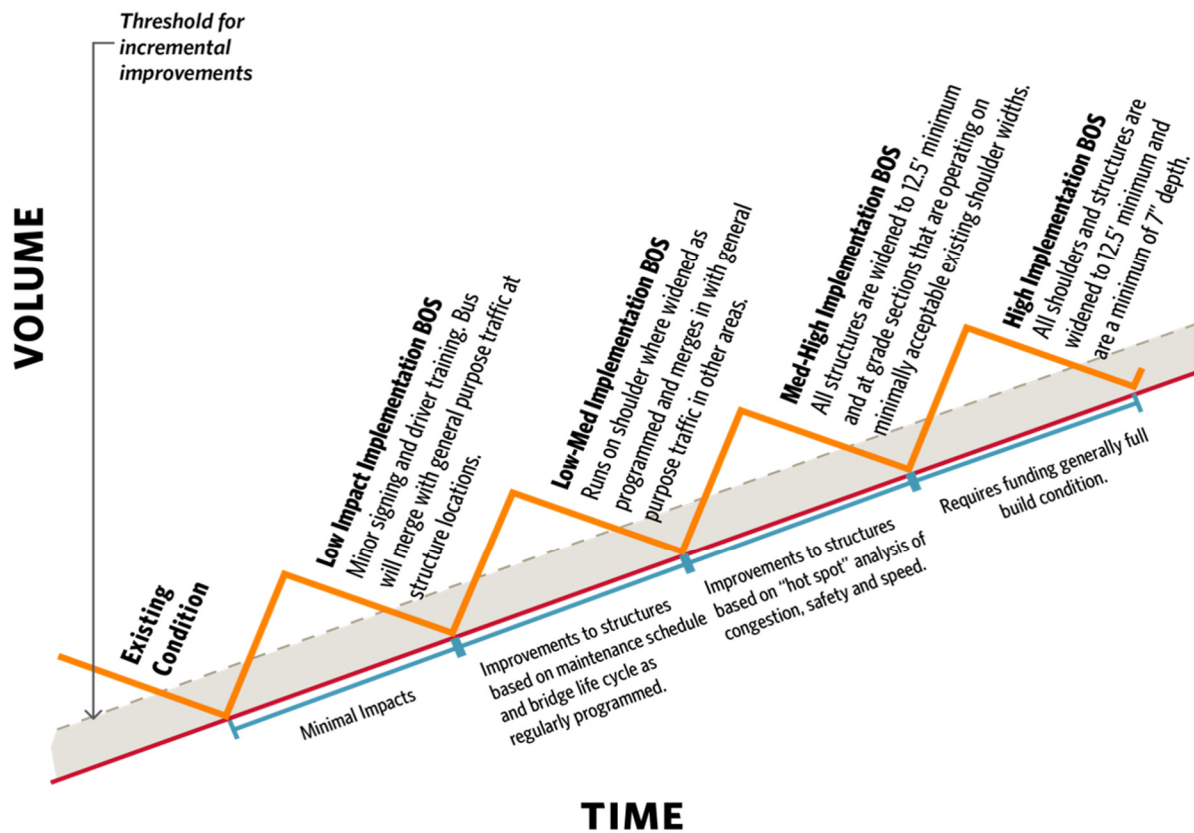 Threshold for
incremental
improvements
VOLUME
Existing
Condition
Low Impact Implementation BOS
Minor signing and driver training. Bus
will merge with general purpose traffic at
structure locations.
Low-Med Implementation BOS
Runs on shoulder where widened as
programmed and merges in with general
purpose traffic in other areas.
Med-High Implementation BOS
All structures are widened to 12.5' minimum
and at grade sections that are operating on
minimally acceptable existing shoulder widths.
High Implementation BOS
All shoulders and structures are
widened to 12.5' minimum and
are a minimum of 7" depth.
Minimal Impacts
Improvements to structures
based on maintenance schedule
and bridge life cycle as
regularly programmed.
Improvements to structures
based on "hot spot" analysis of
congestion, safety and speed.
Requires funding generally full
build condition.
TIME